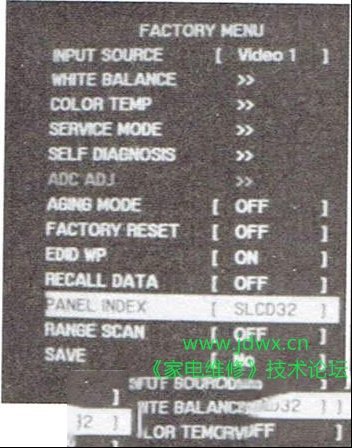 FACTORY MENU
INPUT SOURCE [ Video 1 ]
WHITE BALANCE >>
COLOR TEMP >>
SERVICE MODE >>
SELF DIAGNOSIS >>
ADC ADJ >>
AGING MODE [ OFF ]
FACTORY RESET [ OFF ]
EDID WP [ ON ]
RECALL DATA [ OFF ]
PANEL INDEX [ SLCD32 ]
RANGE SCAN [ OFF ]
www.jdwx.cn
SAVE
《家电维修》技术论坛